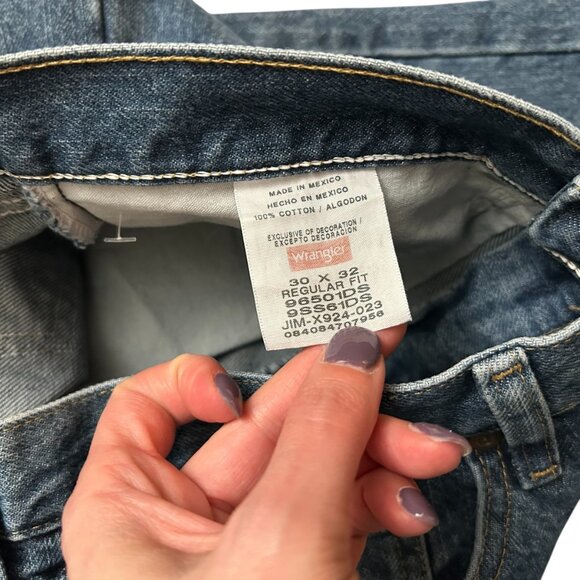 MADE IN MEXICO
HECHO EN MEXICO
100% COTTON / ALGODON
EXCLUSIVE OF DECORATION /
EXCEPTO DECORACION
Wrangler
30 X 32
REGULAR FIT
96501DS
9SS61DS
JIM-X924-023
084084707956